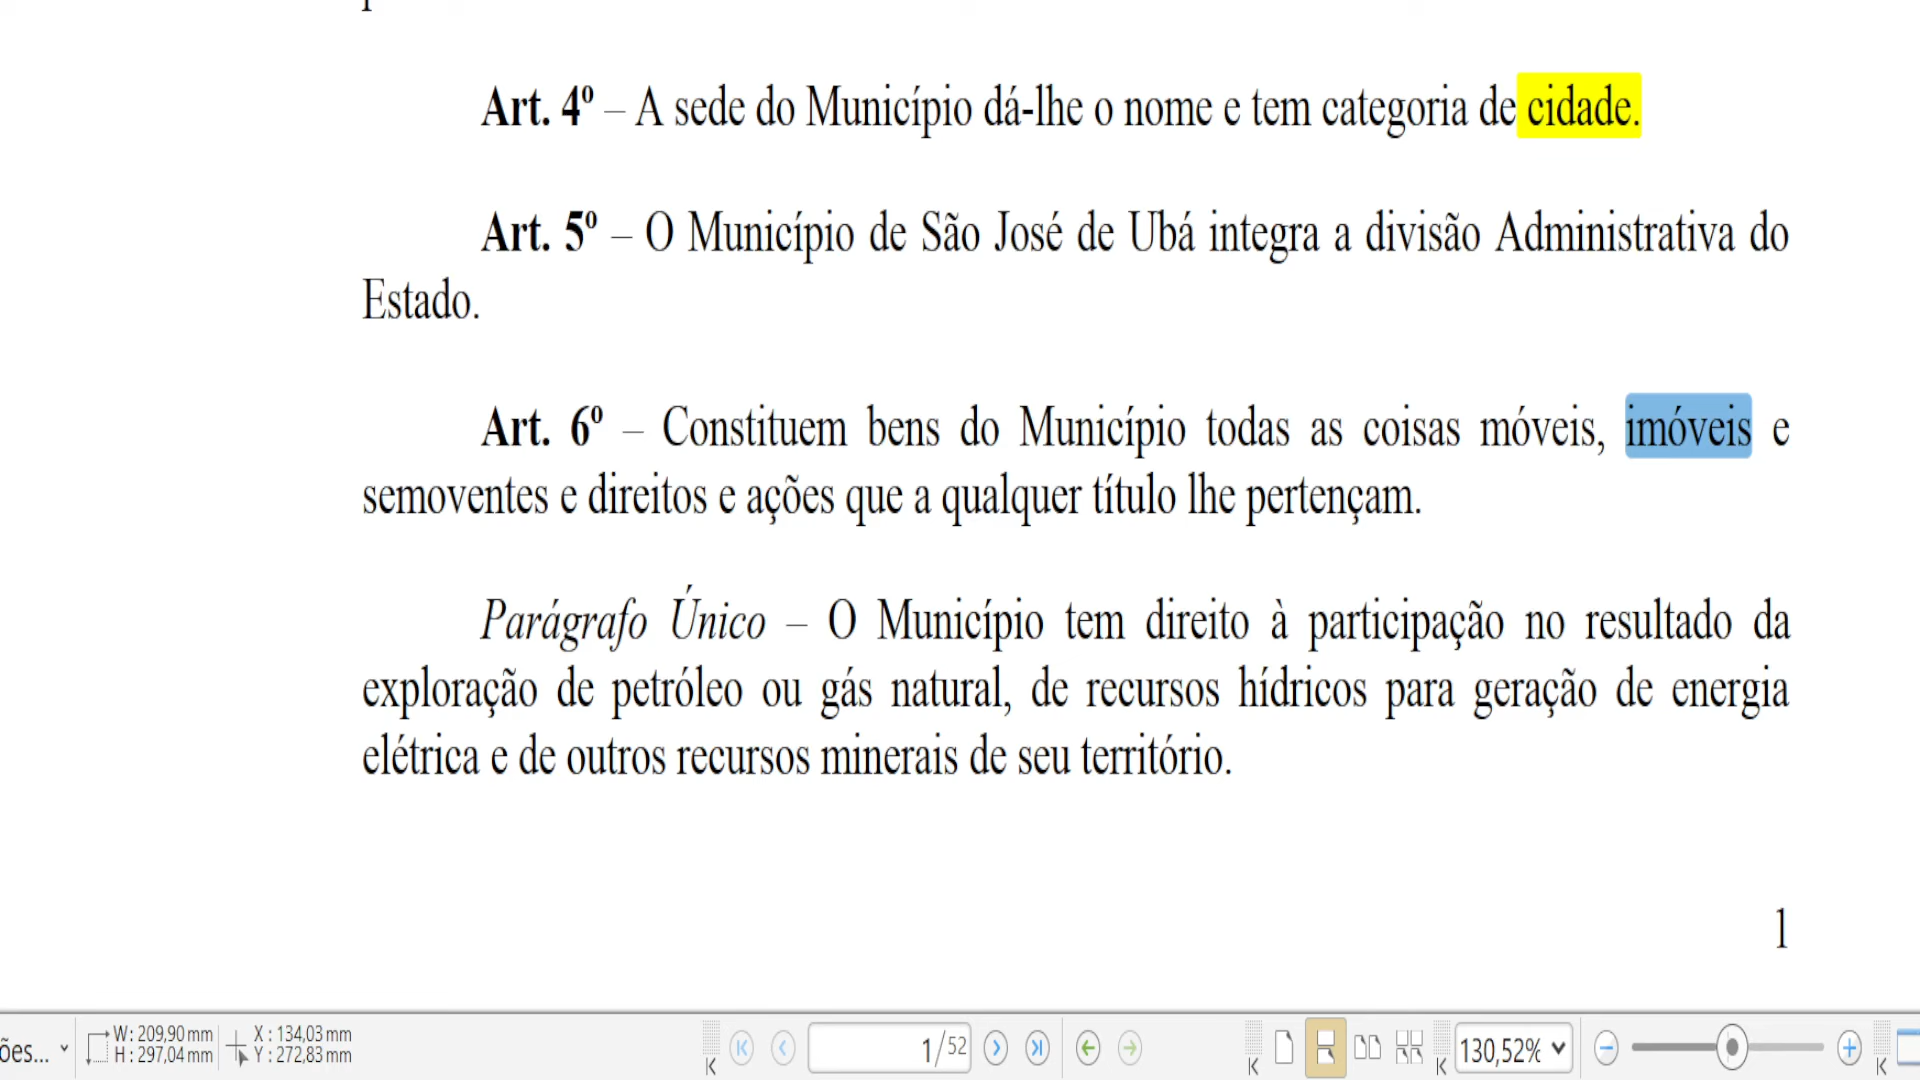 Art. 4º – A sede do Município dá-lhe o nome e tem categoria de cidade.
Art. 5º – O Município de São José de Ubá integra a divisão Administrativa do
Estado.
Art. 6º – Constituem bens do Município todas as coisas móveis, imóveis e
semoventes e direitos e ações que a qualquer título lhe pertençam.
Parágrafo Único – O Município tem direito à participação no resultado da
exploração de petróleo ou gás natural, de recursos hídricos para geração de energia
elétrica e de outros recursos minerais de seu território.
1
ões... W: 209,90 mm X : 134,03 mm
H : 297,04 mm Y : 272,83 mm
1/52 130,52%